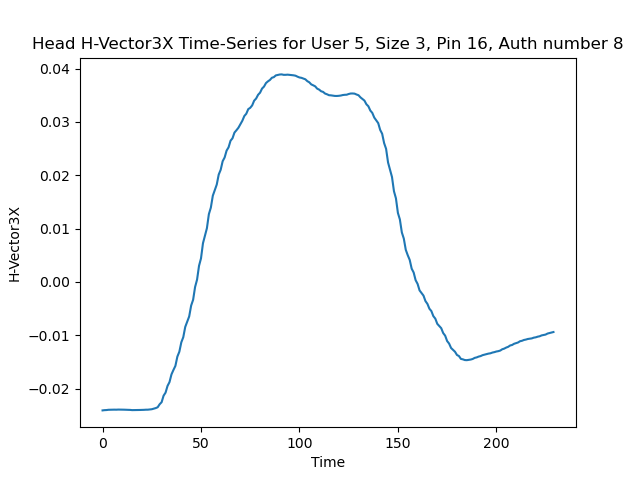 Head H-Vector3X Time-Series for User 5, Size 3, Pin 16, Auth number 8
0.04
0.03
0.02
0.01
0.00
−0.01
−0.02
H-Vector3X
0 50 100 150 200
Time